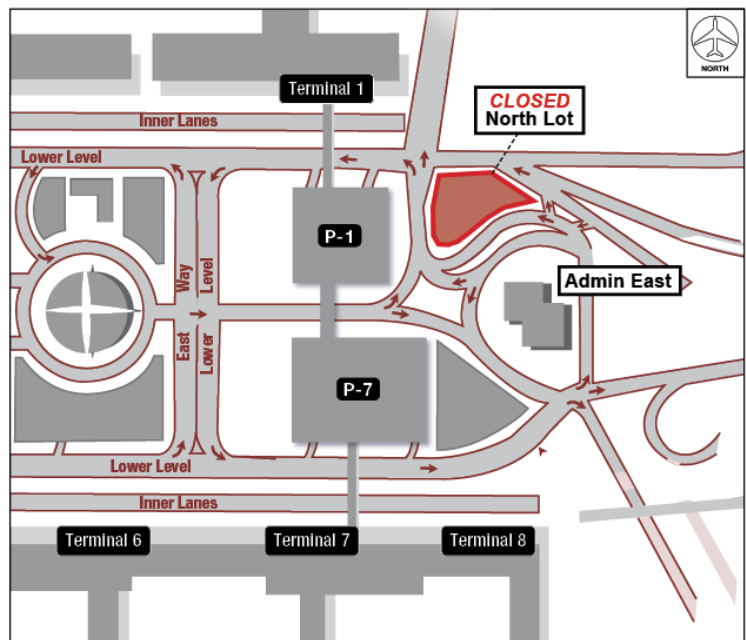 NORTH
Terminal 1
CLOSED
North Lot
Inner Lanes
Lower Level
P-1
Way
Level
Admin East
East
Lower
P-7
Lower Level
Inner Lanes
Terminal 6
Terminal 7
Terminal 8